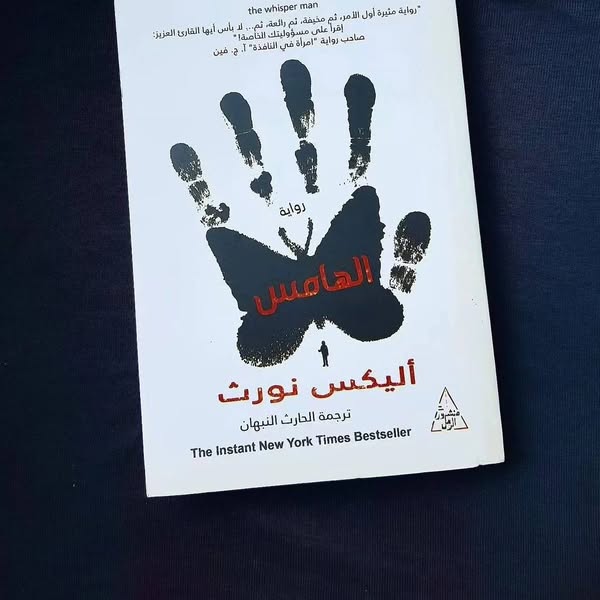 the whisper man
"رواية مثيرة أول الأمر، ثم مخيفة، ثم رائعة، ثم... لا بأس أيها القارئ العزيز:
إقرأ على مسؤوليتك الخاصة!"
صاحب رواية "امرأة في النافذة" أ. ج. فين
رواية
الهامس
أليكس نورث
ترجمة الحارث النبهان
The Instant New York Times Bestseller
منشورات
الرمل